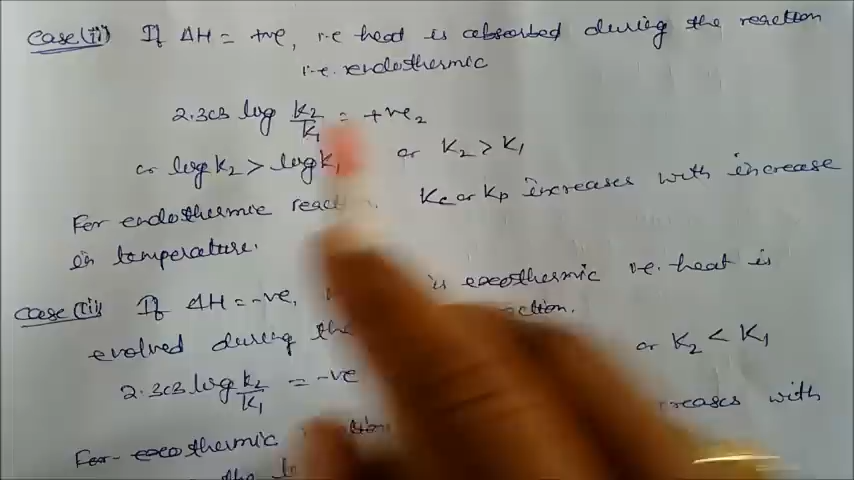 Case(ii) If ΔH = +ve, i.e heat is absorbed during the reaction
i.e. endothermic
2.303 log K2/K1 = +ve
or log K2 > log K1 or K2 > K1
For endothermic Kc or Kp increases with increase
in temperature.
Case(iii) If ΔH = -ve, is exothermic i.e. heat is
evolved during the
2.303 log K2/K1 = -ve or K2 < K1
For exothermic with
the